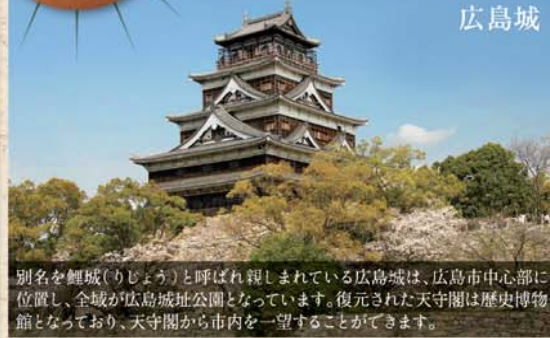 広島城
別名を鯉城(りじょう)と呼ばれ親しまれている広島城は、広島市中心部に
位置し、全域が広島城址公園となっています。復元された天守閣は歴史博物
館となっており、天守閣から市内を一望することができます。